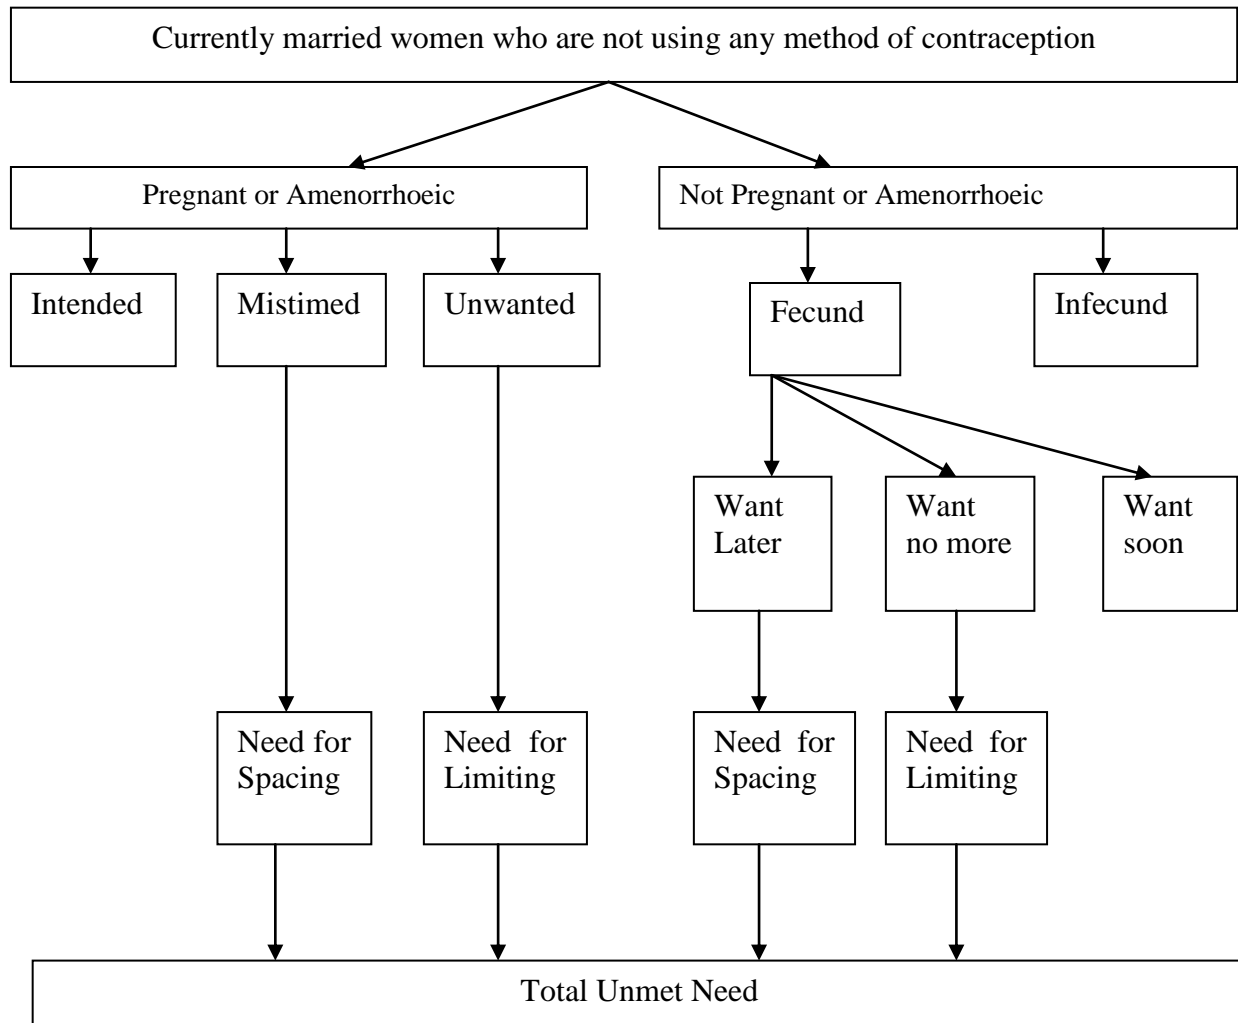 Currently married women who are not using any method of contraception
Pregnant or Amenorrhoeic
Not Pregnant or Amenorrhoeic
Intended
Mistimed
Unwanted
Fecund
Infecund
Want
Later
Want
no more
Want
soon
Need for
Spacing
Need for
Limiting
Need for
Spacing
Need for
Limiting
Total Unmet Need